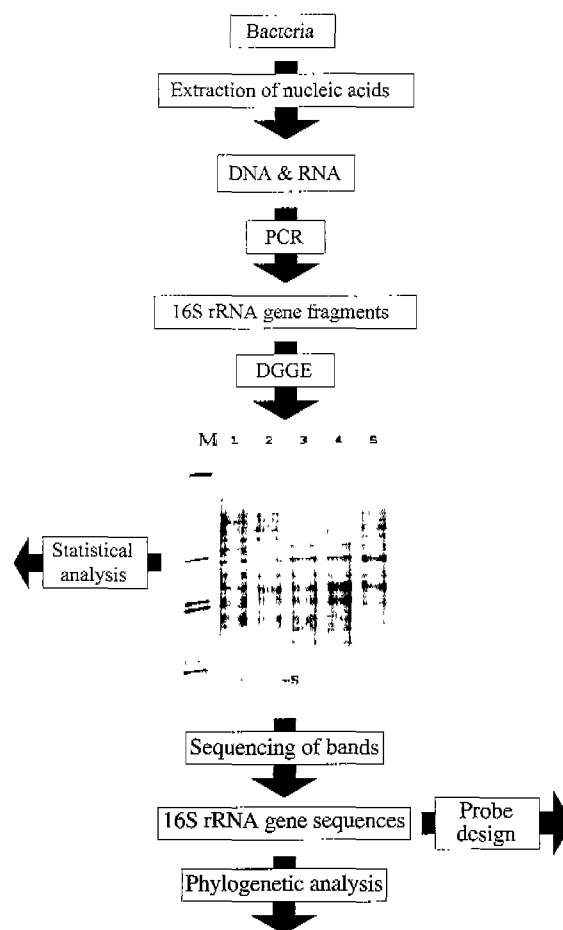 Bacteria
Extraction of nucleic acids
DNA & RNA
PCR
16S rRNA gene fragments
DGGE
M 1 2 3 4 5
Statistical
analysis
Sequencing of bands
16S rRNA gene sequences
Probe
design
Phylogenetic analysis